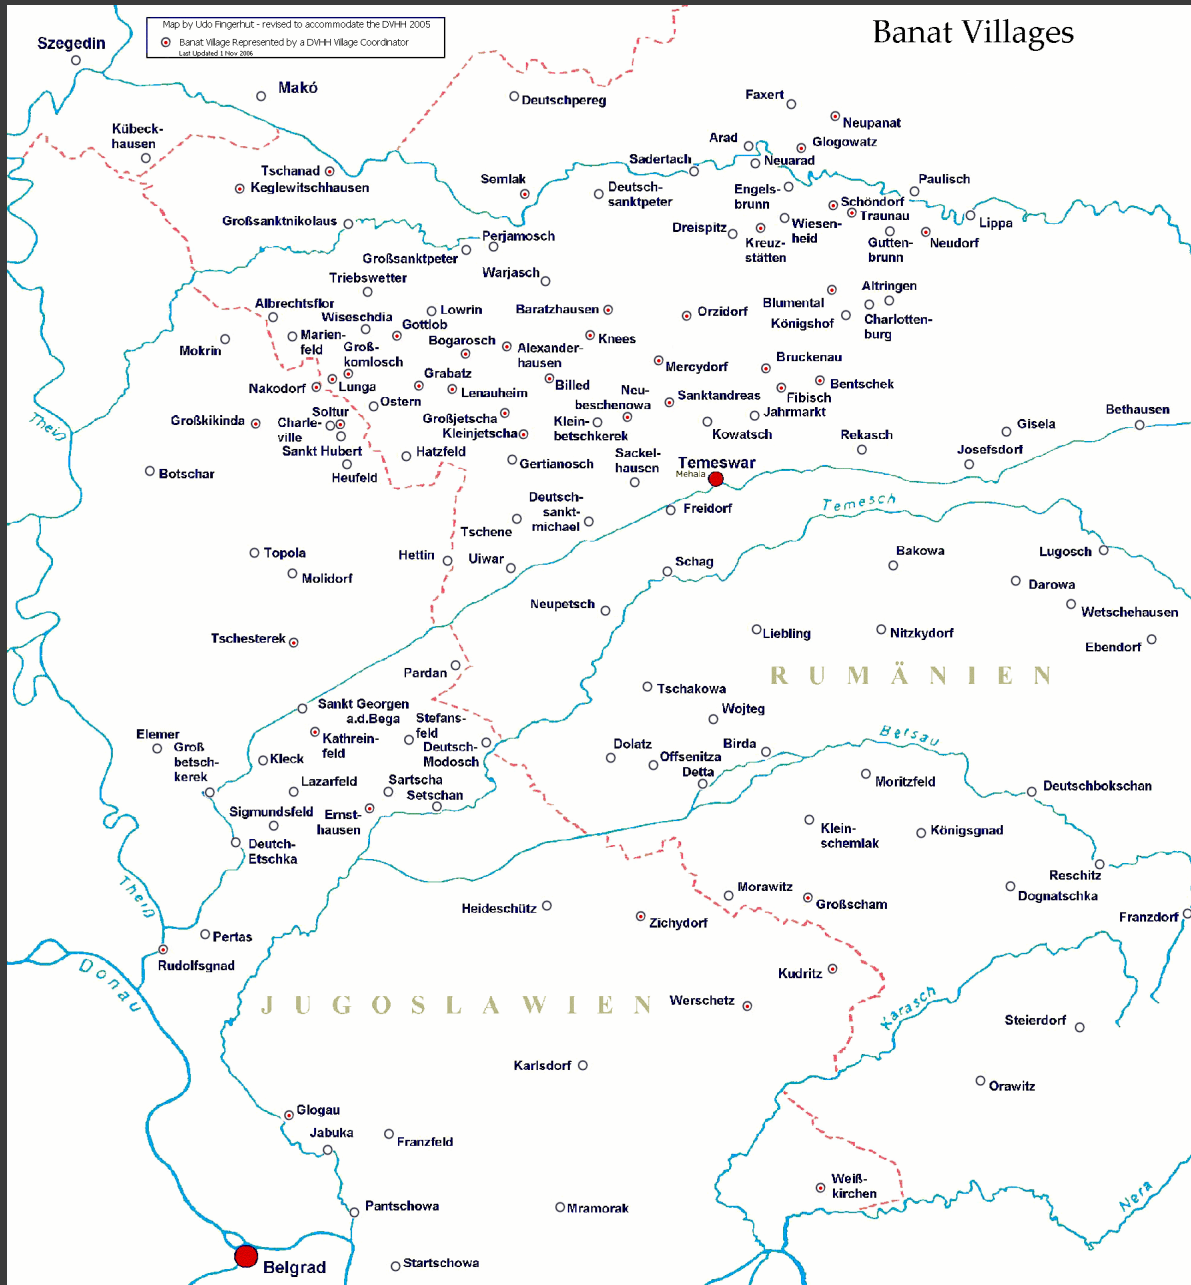 Map by Udo Fingerhut - revised to accommodate the DVHH 2005
Banat Village Represented by a DVHH Village Coordinator
Last Updated 1 Nov 2006
Banat Villages
Szegedin
Makó
Deutschpereg
Faxert
Neupanat
Kübeck-
hausen
Arad
Glogowatz
Neuarad
Sadertach
Tschanad
Keglewitschhausen
Semlak
Deutsch-
sanktpeter
Engels-
brunn
Paulisch
Schöndorf
Traunau
Großsanktnikolaus
Dreispitz
Kreuz-
stätten
Wiesen-
heid
Gutten-
brunn
Neudorf
Lippa
Perjamosch
Großsanktpeter
Warjasch
Triebswetter
Altringen
Albrechtsflor
Wiseschdia
Lowrin
Baratzhausen
Orzidorf
Blumental
Königshof
Charlotten-
burg
Marien-
feld
Gottlob
Mokrin
Groß-
komlosch
Bogarosch
Alexander-
hausen
Knees
Mercydorf
Bruckenau
Nakodorf
Lunga
Grabatz
Lenauheim
Billed
Neu-
beschenowa
Sanktandreas
Fibisch
Bentschek
Ostern
Großkikinda
Soltur
Charle-
ville
Großjetscha
Kleinjetscha
Klein-
betschkerek
Jahrmarkt
Kowatsch
Bethausen
Gisela
Rekasch
Josefsdorf
Theiß
Sankt Hubert
Heufeld
Hatzfeld
Gertianosch
Sackel-
hausen
Temeswar
Mehala
Botschar
Deutsch-
sankt-
michael
Freidorf
Temesch
Tschene
Topola
Molidorf
Hettin
Uiwar
Schag
Bakowa
Lugosch
Darowa
Neupetsch
Wetschehausen
Tschesterek
Liebling
Nitzkydorf
Ebendorf
Pardan
RUMÄNIEN
Tschakowa
Wojteg
Sankt Georgen
a.d.Bega
Stefans-
feld
Elemer
Groß
betsch-
kerek
Kathrein-
feld
Deutsch-
Modosch
Dolatz
Offsenitza
Birda
Bersau
Kleck
Detta
Lazarfeld
Sartscha
Setschan
Moritzfeld
Deutschbokschan
Sigmundsfeld
Ernst-
hausen
Klein-
schemlak
Königsgnad
Deutch-
Etschka
Reschitz
Theiß
Morawitz
Großscham
Dognatschka
Heideschütz
Zichydorf
Franzdorf
Pertas
Rudolfsgnad
Donau
Kudritz
JUGOSLAWIEN
Werschetz
Karasch
Steierdorf
Karlsdorf
Orawitz
Glogau
Jabuka
Franzfeld
Weiß-
kirchen
Nera
Pantschowa
Mramorak
Belgrad
Startschowa